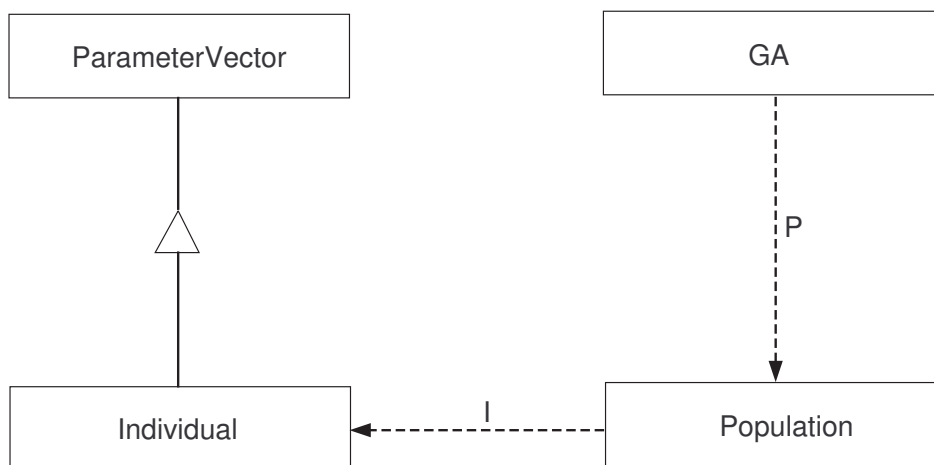 ParameterVector
GA
P
I
Individual
Population